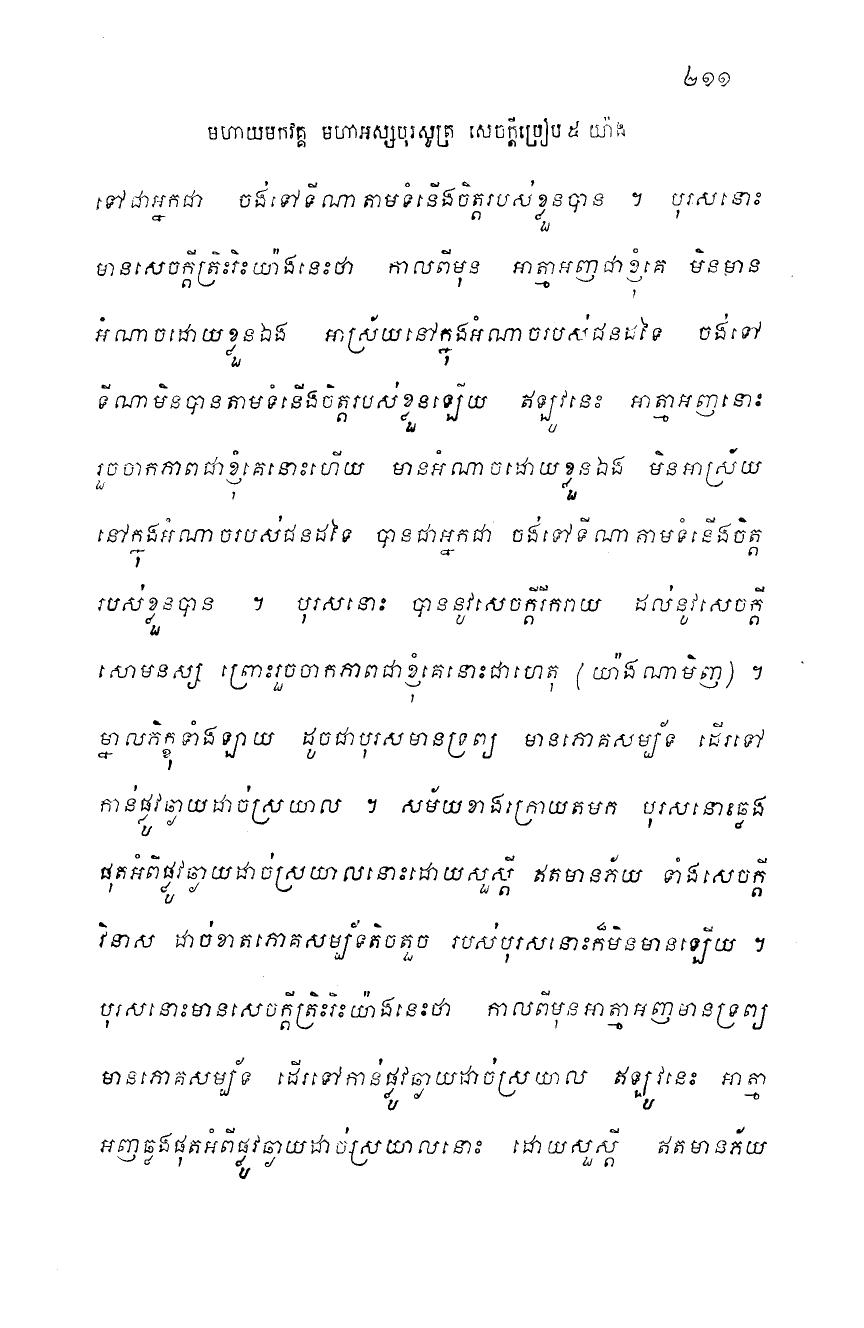 ២១១
មហាយមកវគ្គ មហាអស្សបុរសូត្រ សេចក្តីប្រៀប ៥ យ៉ាង
ទៅជាអ្នកជា ចង់ទៅទីណាតាមទំនើងចិត្តរបស់ខ្លួនបាន ។ បុរសនោះ
មានសេចក្តីត្រិះរិះយ៉ាងនេះថា កាលពីមុន អាត្មាអញជាខ្ញុំគេ មិនមាន
អំណាចដោយខ្លួនឯង អាស្រ័យនៅក្នុងអំណាចរបស់ជនដទៃ ចង់ទៅ
ទីណាមិនបានតាមទំនើងចិត្តរបស់ខ្លួនឡើយ ឥឡូវនេះ អាត្មាអញនោះ
រួចចាកភាពជាខ្ញុំគេនោះហើយ មានអំណាចដោយខ្លួនឯង មិនអាស្រ័យ
នៅក្នុងអំណាចរបស់ជនដទៃ បានជាអ្នកជា ចង់ទៅទីណាតាមទំនើងចិត្ត
របស់ខ្លួនបាន ។ បុរសនោះ បាននូវសេចក្តីរីករាយ ដល់នូវសេចក្តី
សោមនស្ស ព្រោះរួចចាកភាពជាខ្ញុំគេនោះជាហេតុ (យ៉ាងណាមិញ) ។
ម្នាលភិក្ខុទាំងឡាយ ដូចជាបុរសមានទ្រព្យ មានភោគសម្ប័ទ ដើរទៅ
កាន់ផ្លូវឆ្ងាយដាច់ស្រយាល ។ សម័យខាងក្រោយតមក បុរសនោះឆ្លង
ផុតអំពីផ្លូវឆ្ងាយដាច់ស្រយាលនោះដោយសួស្តី ឥតមានភ័យ ទាំងសេចក្តី
វិនាស ដាច់ខាតភោគសម្ប័ទតិចតួច របស់បុរសនោះក៏មិនមានឡើយ ។
បុរសនោះមានសេចក្តីត្រិះរិះយ៉ាងនេះថា កាលពីមុនអាត្មាអញមានទ្រព្យ
មានភោគសម្ប័ទ ដើរទៅកាន់ផ្លូវឆ្ងាយដាច់ស្រយាល ឥឡូវនេះ អាត្មា
អញឆ្លងផុតអំពីផ្លូវឆ្ងាយដាច់ស្រយាលនោះ ដោយសួស្តី ឥតមានភ័យ